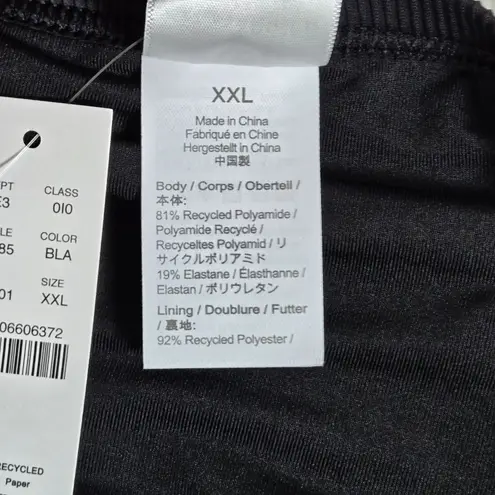 XXL
Made in China
Fabriqué en Chine
Hergestellt in China
中国製
Body / Corps / Oberteil /
本体:
81% Recycled Polyamide /
Polyamide Recyclé /
Recyceltes Polyamid / リ
サイクルポリアミド
19% Elastane / Élasthanne /
Elastan / ポリウレタン
Lining / Doublure / Futter
/ 裏地:
92% Recycled Polyester /
CLASS
0I0
85 COLOR
BLA
01 SIZE
XXL
06606372
RECYCLED
Paper